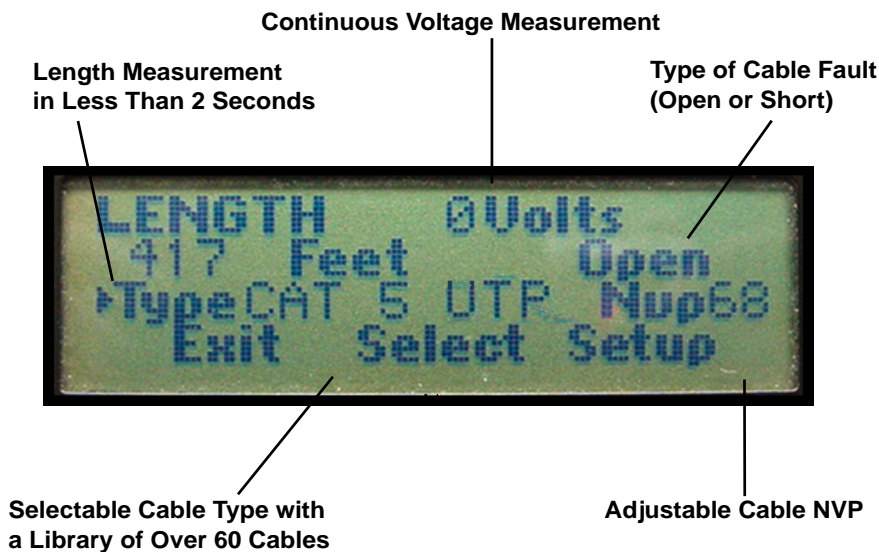 Continuous Voltage Measurement
Length Measurement
in Less Than 2 Seconds
Type of Cable Fault
(Open or Short)
LENGTH 0Volts
417 Feet Open
▸TypeCAT 5 UTP Nvp68
Exit Select Setup
Selectable Cable Type with
a Library of Over 60 Cables
Adjustable Cable NVP